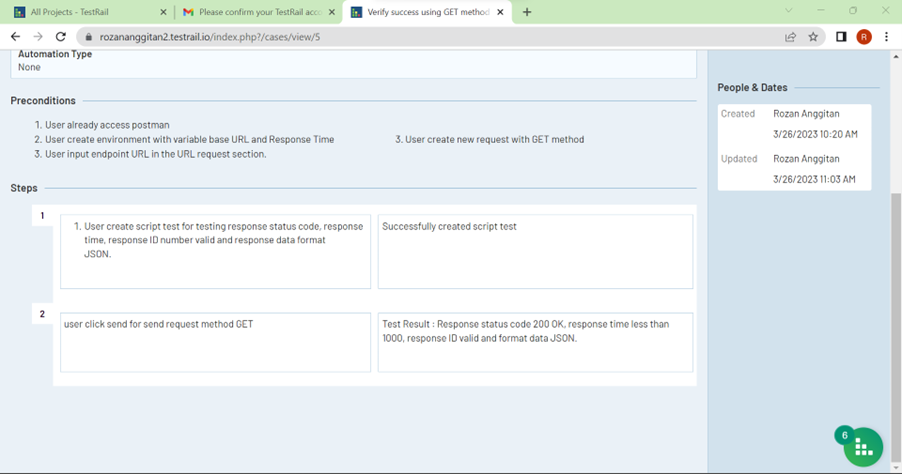 All Projects - TestRail
Please confirm your TestRail acc
Verify success using GET method
rozananggitan2.testrail.io/index.php?/cases/view/5
R
Automation Type
None
Preconditions
1. User already access postman
2. User create environment with variable base URL and Response Time
3. User create new request with GET method
3. User input endpoint URL in the URL request section.
Steps
1
1. User create script test for testing response status code, response
time, response ID number valid and response data format
JSON.
Successfully created script test
2
user click send for send request method GET
Test Result : Response status code 200 OK, response time less than
1000, response ID valid and format data JSON.
People & Dates
Created Rozan Anggitan
3/26/2023 10:20 AM
Updated Rozan Anggitan
3/26/2023 11:03 AM
6